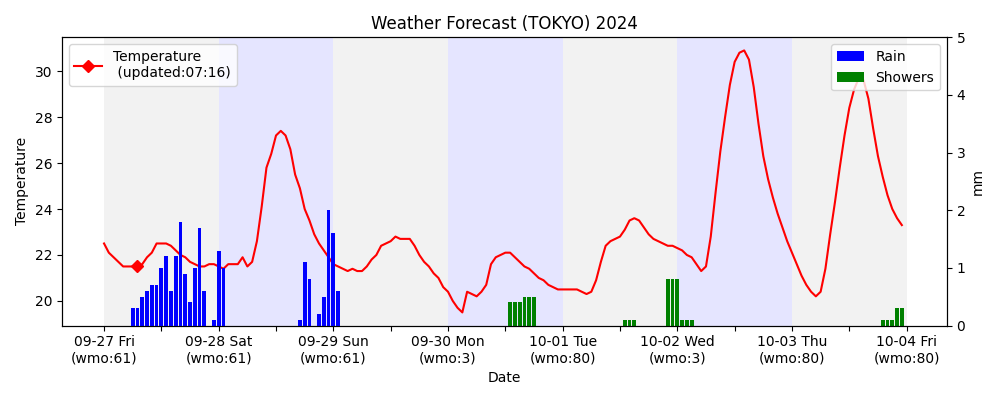 Weather Forecast (TOKYO) 2024
Temperature
(updated:07:16)
Rain
Showers
Temperature
30
28
26
24
22
20
5
4
3
2
1
0
mm
09-27 Fri
(wmo:61)
09-28 Sat
(wmo:61)
09-29 Sun
(wmo:61)
09-30 Mon
(wmo:3)
10-01 Tue
(wmo:80)
10-02 Wed
(wmo:3)
10-03 Thu
(wmo:80)
10-04 Fri
(wmo:80)
Date